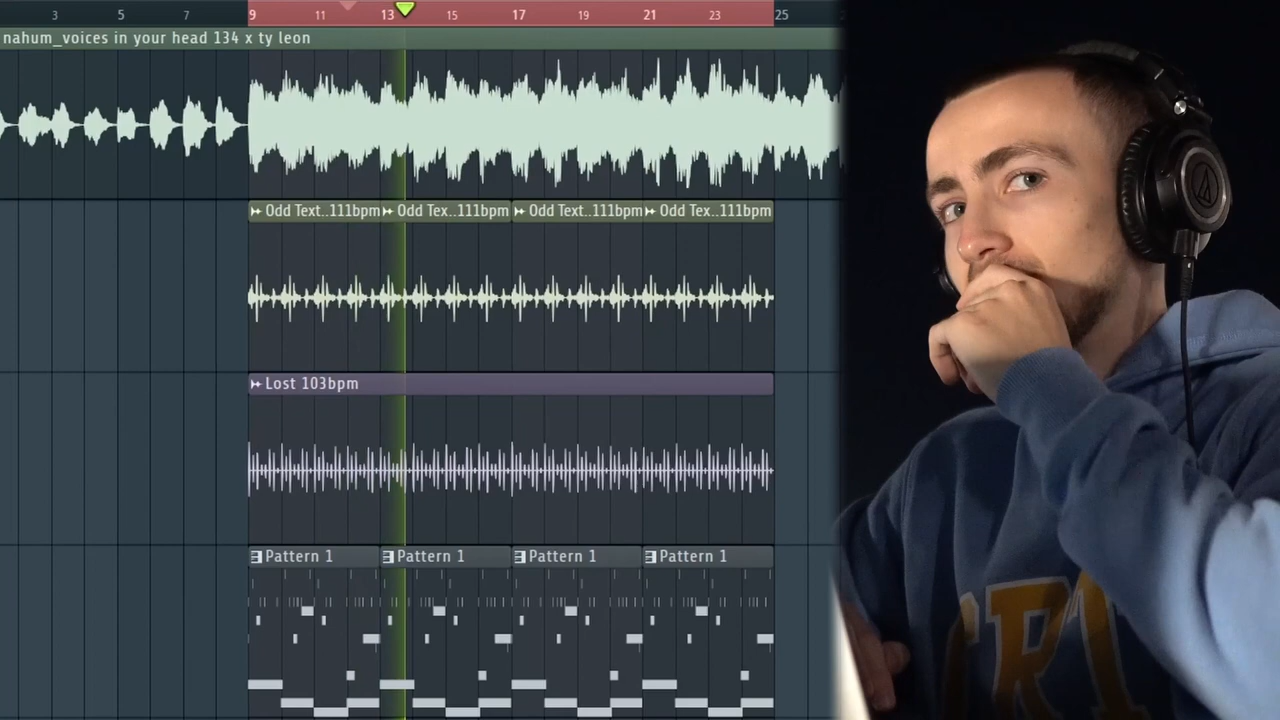 3 5 7 9 11 13 15 17 19 21 23 25
nahum_voices in your head 134 x ty leon
Odd Text..111bpm Odd Tex..111bpm Odd Text..111bpm Odd Tex..111bpm
Lost 103bpm
Pattern 1 Pattern 1 Pattern 1 Pattern 1